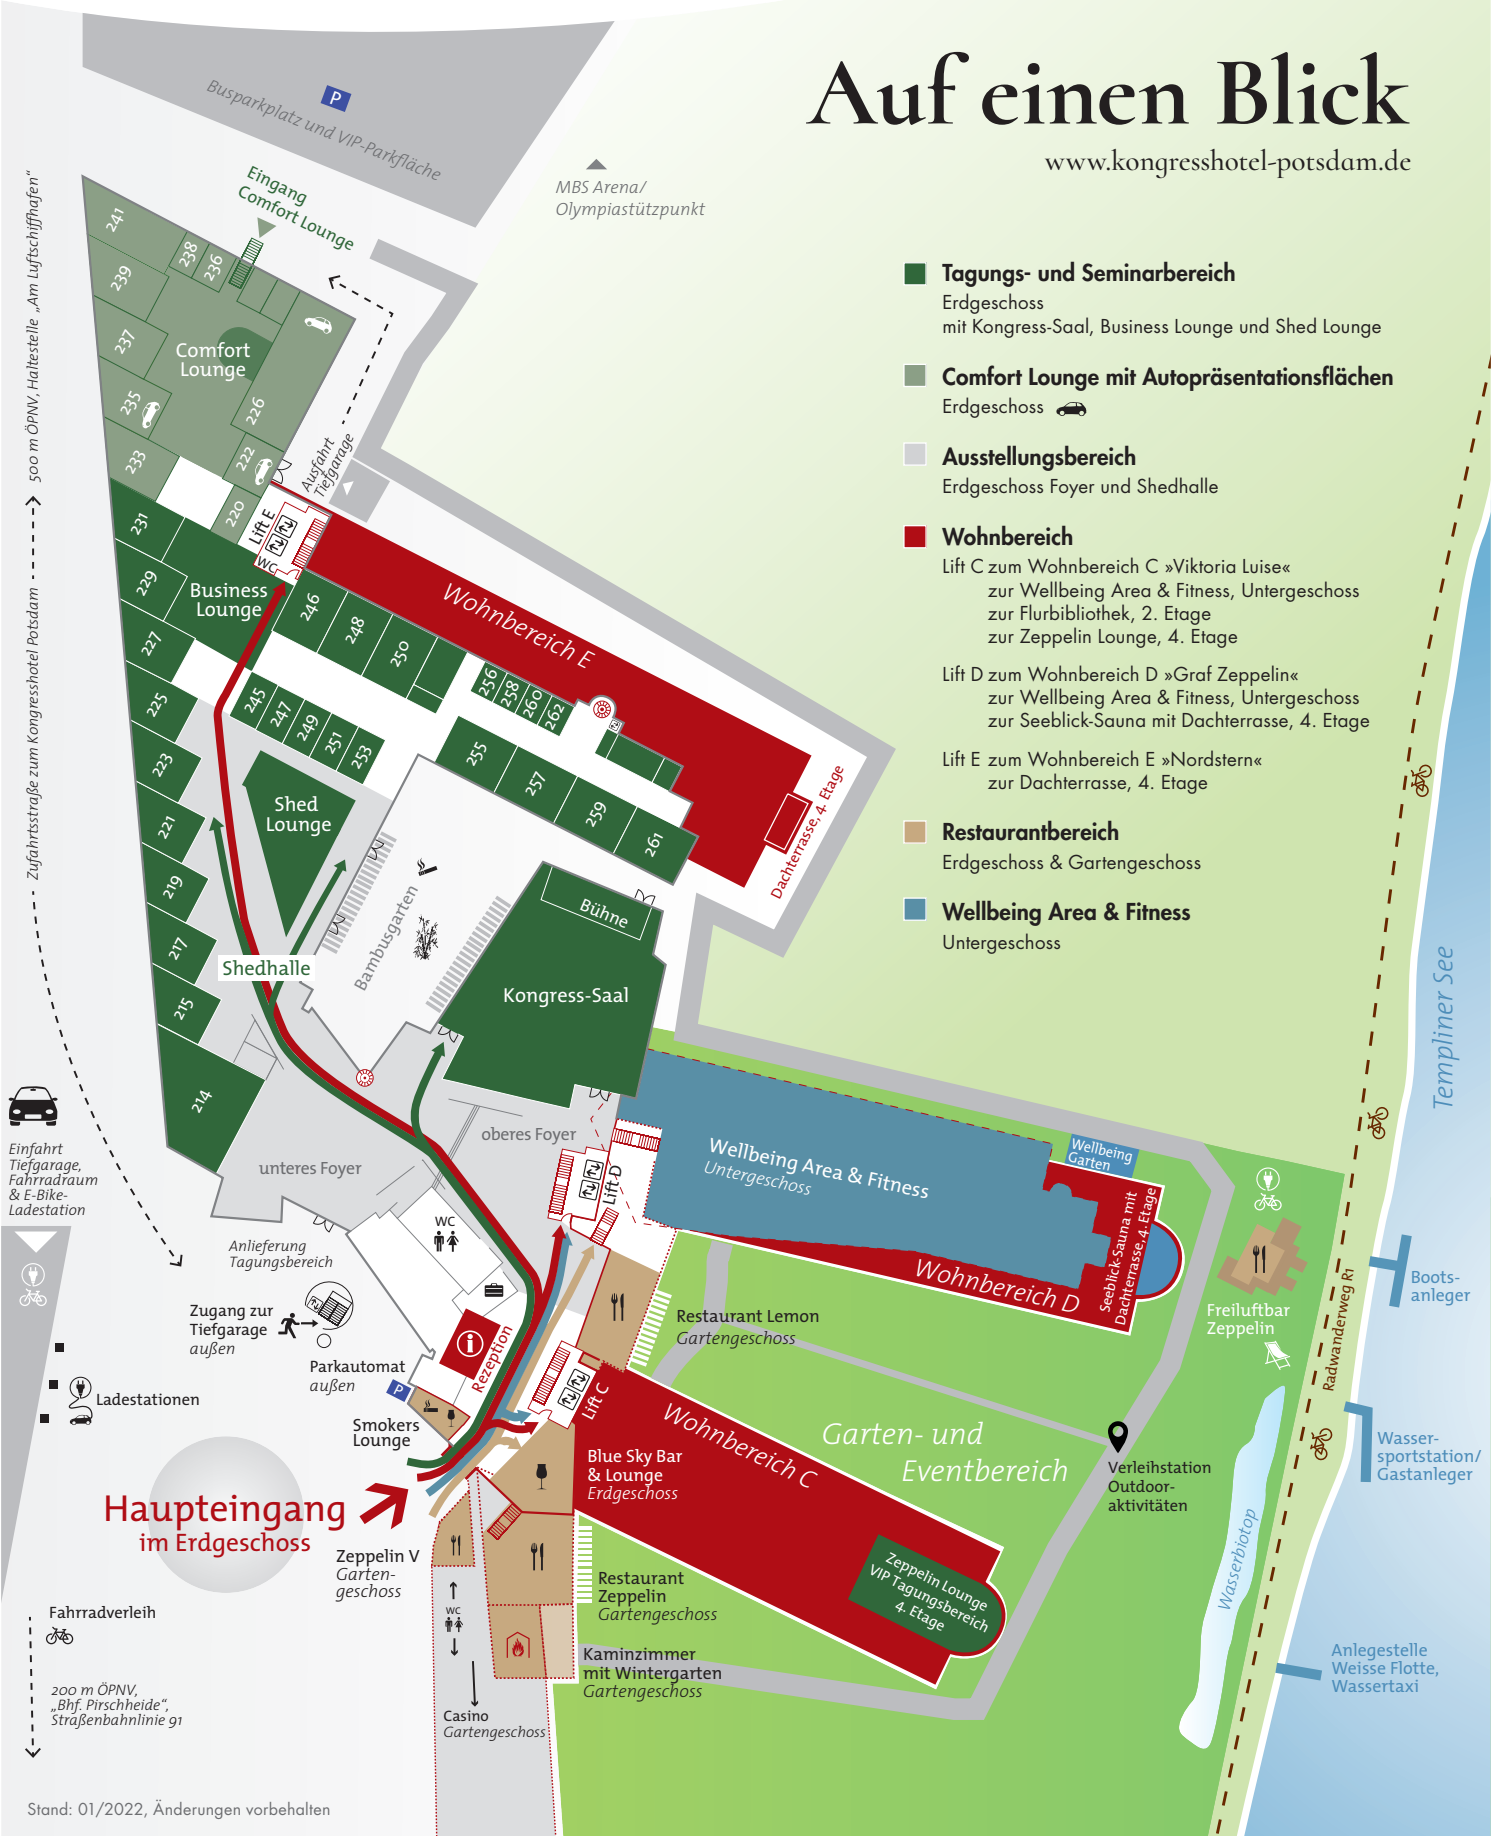 Auf einen Blick
www.kongresshotel-potsdam.de
Busparkplatz und VIP-Parkfläche
P
MBS Arena/
Olympiastützpunkt
Eingang
Comfort Lounge
500 m ÖPNV, Haltestelle „Am Luftschiffhafen“
Zufahrtsstraße zum Kongresshotel Potsdam
241
239
238
236
237
Comfort
Lounge
235
226
233
222
220
Ausfahrt
Tiefgarage
Lift E
WC
231
229
Business
Lounge
227
225
223
221
219
217
215
214
246
248
250
256
258
260
262
245
247
249
251
253
255
257
259
261
Wohnbereich E
Dachterrasse, 4. Etage
Shed
Lounge
Shedhalle
Bambusgarten
Bühne
Kongress-Saal
Tagungs- und Seminarbereich
Erdgeschoss
mit Kongress-Saal, Business Lounge und Shed Lounge
Comfort Lounge mit Autopräsentationsflächen
Erdgeschoss
Ausstellungsbereich
Erdgeschoss Foyer und Shedhalle
Wohnbereich
Lift C zum Wohnbereich C »Viktoria Luise«
zur Wellbeing Area & Fitness, Untergeschoss
zur Flurbibliothek, 2. Etage
zur Zeppelin Lounge, 4. Etage
Lift D zum Wohnbereich D »Graf Zeppelin«
zur Wellbeing Area & Fitness, Untergeschoss
zur Seeblick-Sauna mit Dachterrasse, 4. Etage
Lift E zum Wohnbereich E »Nordstern«
zur Dachterrasse, 4. Etage
Restaurantbereich
Erdgeschoss & Gartengeschoss
Wellbeing Area & Fitness
Untergeschoss
Templiner See
Einfahrt
Tiefgarage,
Fahrradraum
& E-Bike-
Ladestation
unteres Foyer
oberes Foyer
Lift D
Wellbeing Area & Fitness
Untergeschoss
Wellbeing
Garten
Seeblick-Sauna mit
Dachterrasse, 4. Etage
Wohnbereich D
WC
Anlieferung
Tagungsbereich
Zugang zur
Tiefgarage
außen
Parkautomat
außen
P
i
Rezeption
Smokers
Lounge
Ladestationen
Restaurant Lemon
Gartengeschoss
Lift C
Wohnbereich C
Blue Sky Bar
& Lounge
Erdgeschoss
Garten- und
Eventbereich
Verleihstation
Outdoor-
aktivitäten
Freiluftbar
Zeppelin
Radwanderweg R1
Boots-
anleger
Wasser-
sportstation/
Gastanleger
Wasserbiotop
Anlegestelle
Weisse Flotte,
Wassertaxi
Haupteingang
im Erdgeschoss
Zeppelin V
Garten-
geschoss
WC
Restaurant
Zeppelin
Gartengeschoss
Zeppelin Lounge
VIP Tagungsbereich
4. Etage
Kaminzimmer
mit Wintergarten
Gartengeschoss
Casino
Gartengeschoss
Fahrradverleih
200 m ÖPNV,
„Bhf. Pirschheide“,
Straßenbahnlinie 91
Stand: 01/2022, Änderungen vorbehalten